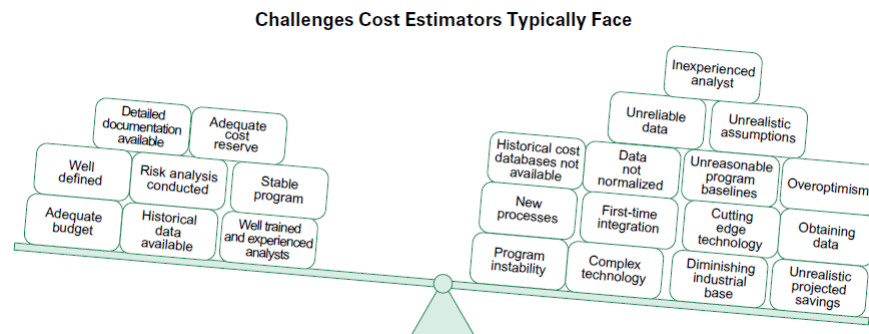 Challenges Cost Estimators Typically Face
Detailed
documentation
available
Adequate
cost
reserve
Well
defined
Risk analysis
conducted
Stable
program
Adequate
budget
Historical
data
available
Well trained
and experienced
analysts
Inexperienced
analyst
Unreliable
data
Unrealistic
assumptions
Historical cost
databases not
available
Data
not
normalized
Unreasonable
program
baselines
Overoptimism
New
processes
First-time
integration
Cutting
edge
technology
Obtaining
data
Program
instability
Complex
technology
Diminishing
industrial
base
Unrealistic
projected
savings